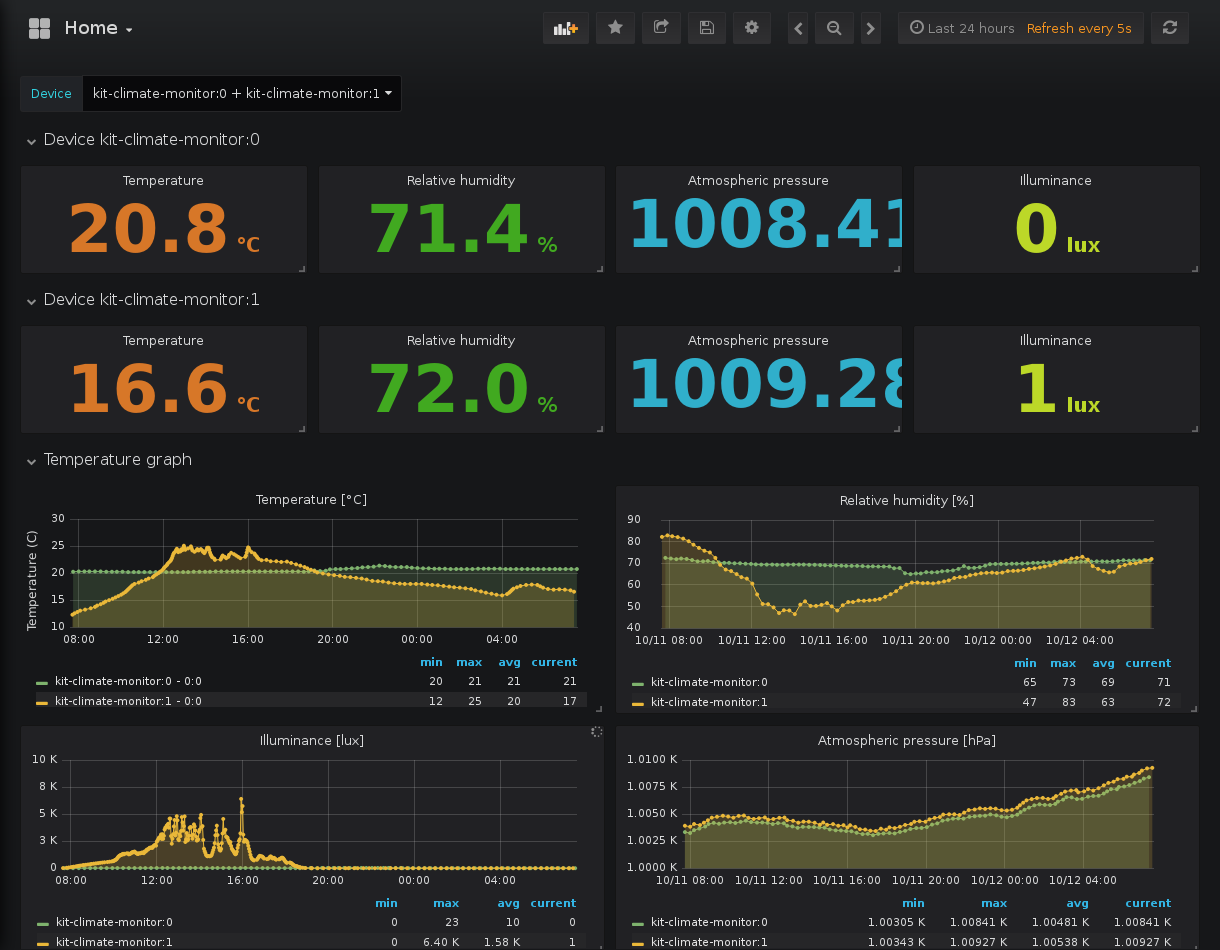 Home
Last 24 hours Refresh every 5s
Device kit-climate-monitor:0 + kit-climate-monitor:1
Device kit-climate-monitor:0
Temperature Relative humidity Atmospheric pressure Illuminance
20.8 °C 71.4 % 1008.41 0 lux
Device kit-climate-monitor:1
Temperature Relative humidity Atmospheric pressure Illuminance
16.6 °C 72.0 % 1009.28 1 lux
Temperature graph
Temperature [°C]
Temperature (C)
30
25
20
15
10
08:00 12:00 16:00 20:00 00:00 04:00
min max avg current
kit-climate-monitor:0 - 0:0 20 21 21 21
kit-climate-monitor:1 - 0:0 12 25 20 17
Relative humidity [%]
90
80
70
60
50
40
10/11 08:00 10/11 12:00 10/11 16:00 10/11 20:00 10/12 00:00 10/12 04:00
min max avg current
kit-climate-monitor:0 65 73 69 71
kit-climate-monitor:1 47 83 63 72
Illuminance [lux]
10 K
8 K
5 K
3 K
0
08:00 12:00 16:00 20:00 00:00 04:00
min max avg current
kit-climate-monitor:0 0 23 10 0
kit-climate-monitor:1 0 6.40 K 1.58 K 1
Atmospheric pressure [hPa]
1.0100 K
1.0075 K
1.0050 K
1.0025 K
1.0000 K
10/11 08:00 10/11 12:00 10/11 16:00 10/11 20:00 10/12 00:00 10/12 04:00
min max avg current
kit-climate-monitor:0 1.00305 K 1.00841 K 1.00481 K 1.00841 K
kit-climate-monitor:1 1.00343 K 1.00927 K 1.00538 K 1.00927 K